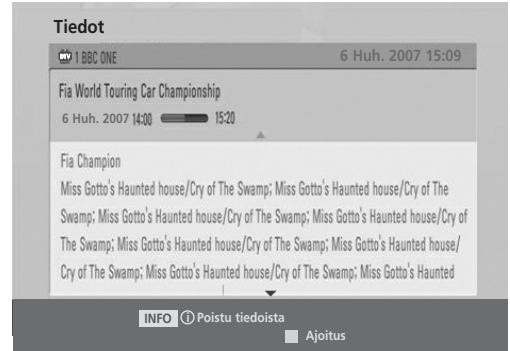 Tiedot
DTV 1 BBC ONE 6 Huh. 2007 15:09
Fia World Touring Car Championship
6 Huh. 2007 14:00 15:20
Fia Champion
Miss Gotto's Haunted house/Cry of The Swamp; Miss Gotto's Haunted house/Cry of The
Swamp; Miss Gotto's Haunted house/Cry of The Swamp; Miss Gotto's Haunted house/Cry of
The Swamp; Miss Gotto's Haunted house/Cry of The Swamp; Miss Gotto's Haunted house/
Cry of The Swamp; Miss Gotto's Haunted house/Cry of The Swamp; Miss Gotto's Haunted
INFO ⓘ Poistu tiedoista
Ajoitus